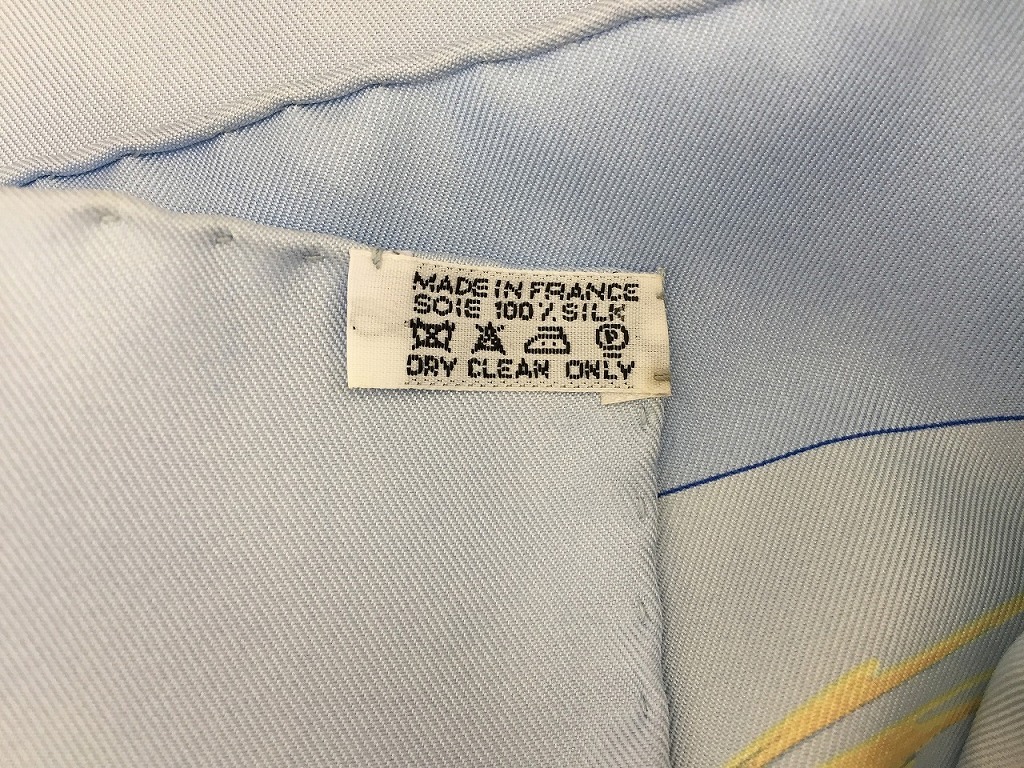 MADE IN FRANCE
SOIE 100% SILK
P
DRY CLEAN ONLY